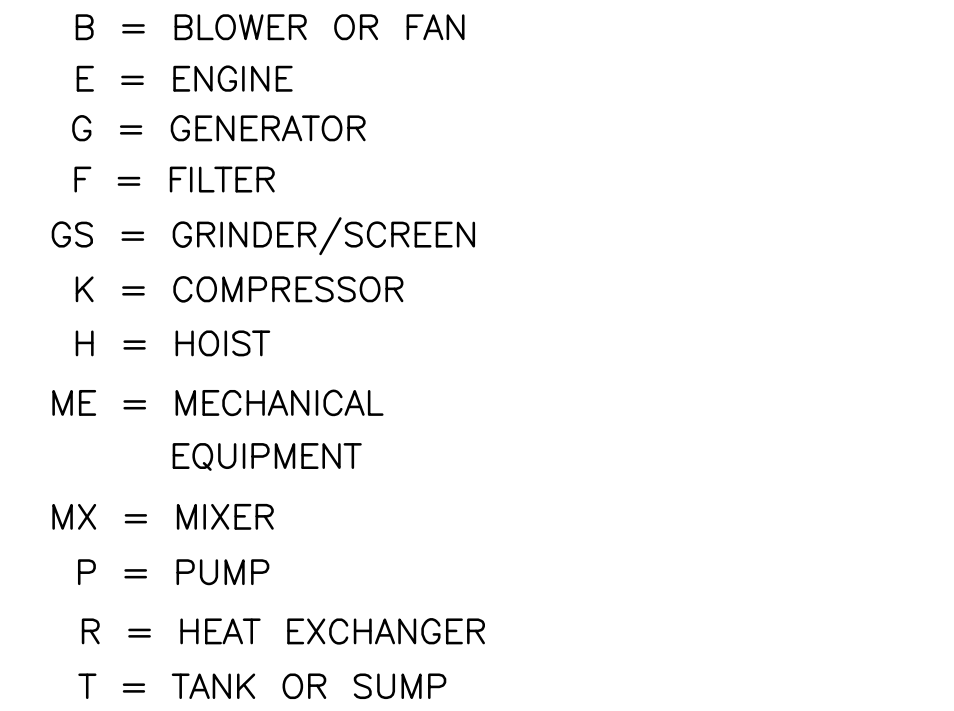 B = BLOWER OR FAN
E = ENGINE
G = GENERATOR
F = FILTER
GS = GRINDER/SCREEN
K = COMPRESSOR
H = HOIST
ME = MECHANICAL
EQUIPMENT
MX = MIXER
P = PUMP
R = HEAT EXCHANGER
T = TANK OR SUMP